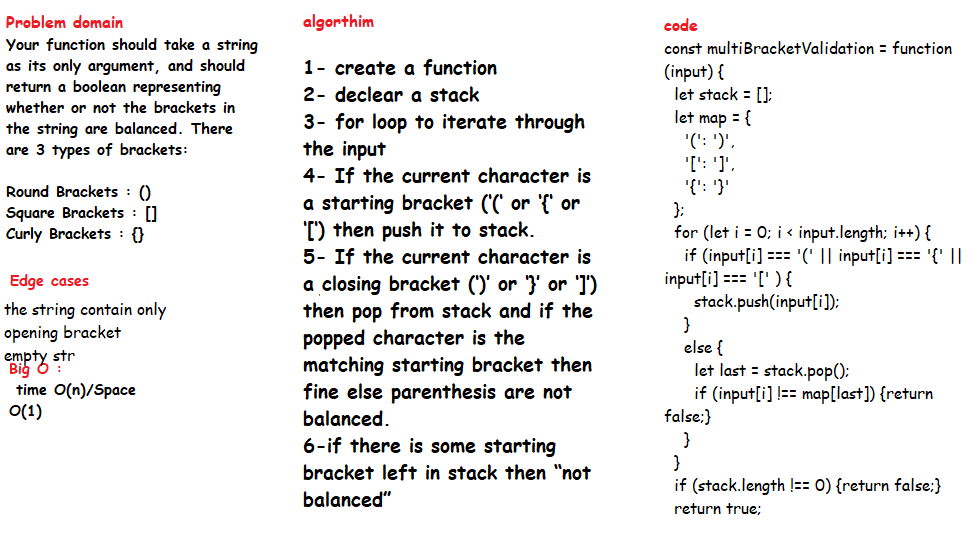 Problem domain
Your function should take a string
as its only argument, and should
return a boolean representing
whether or not the brackets in
the string are balanced. There
are 3 types of brackets:
Round Brackets : ()
Square Brackets : []
Curly Brackets : {}
Edge cases
the string contain only
opening bracket
empty str
Big O :
time O(n)/Space
O(1)
algorthim
1- create a function
2- declear a stack
3- for loop to iterate through
the input
4- If the current character is
a starting bracket (‘(‘ or ‘{‘ or
‘[‘) then push it to stack.
5- If the current character is
a closing bracket (‘)’ or ‘}’ or ‘]’)
then pop from stack and if the
popped character is the
matching starting bracket then
fine else parenthesis are not
balanced.
6-if there is some starting
bracket left in stack then “not
balanced”
code
const multiBracketValidation = function
(input) {
let stack = [];
let map = {
'(': ')',
'[': ']',
'{': '}'
};
for (let i = 0; i < input.length; i++) {
if (input[i] === '(' || input[i] === '{' ||
input[i] === '[' ) {
stack.push(input[i]);
}
else {
let last = stack.pop();
if (input[i] !== map[last]) {return
false;}
}
}
if (stack.length !== 0) {return false;}
return true;